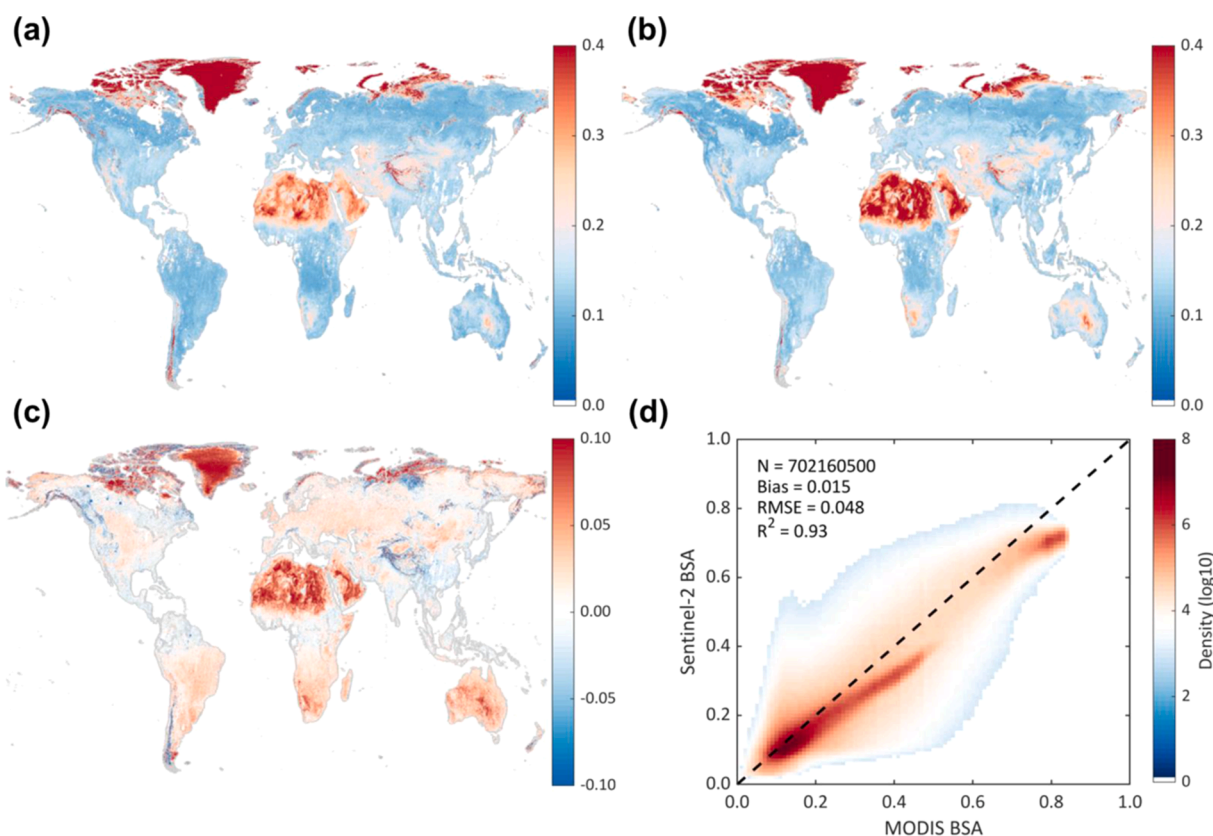 (a)
0.4
0.3
0.2
0.1
0.0
(b)
0.4
0.3
0.2
0.1
0.0
(c)
0.10
0.05
0.00
-0.05
-0.10
(d)
1.0
0.8
0.6
0.4
0.2
0.0
Sentinel-2 BSA
N = 702160500
Bias = 0.015
RMSE = 0.048
R² = 0.93
0.0 0.2 0.4 0.6 0.8 1.0
MODIS BSA
8
6
4
2
0
Density (log10)